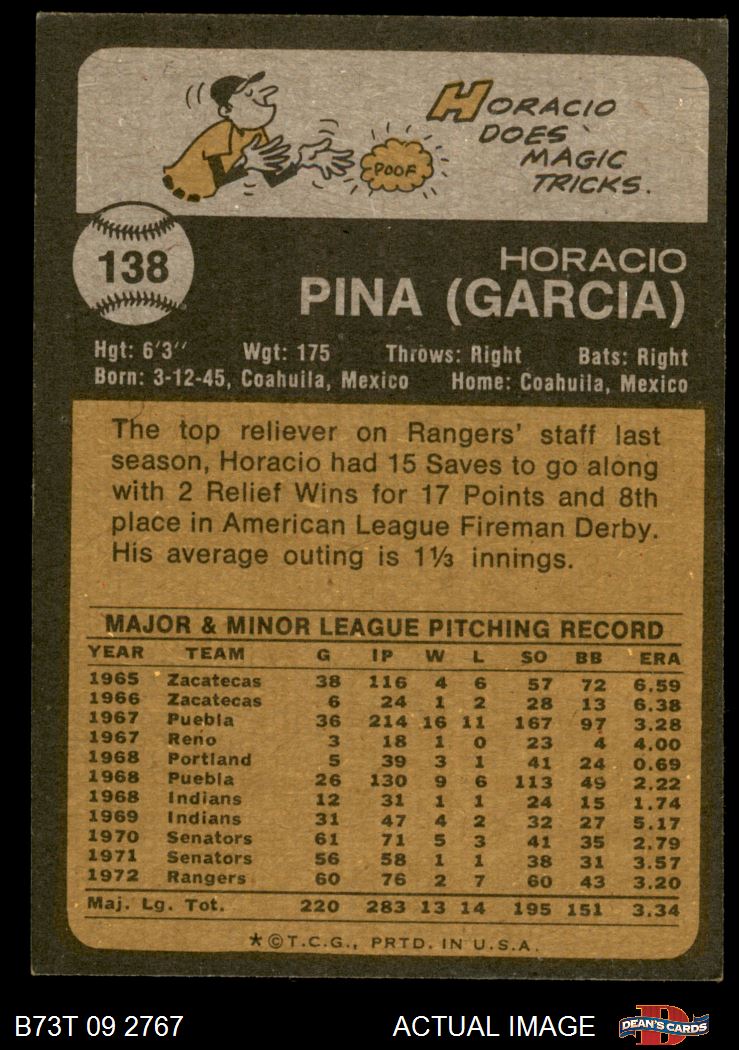 HORACIO
DOES
MAGIC
TRICKS.
POOF
138
HORACIO
PINA (GARCIA)
Hgt: 6'3'' Wgt: 175 Throws: Right Bats: Right
Born: 3-12-45, Coahuila, Mexico Home: Coahuila, Mexico
The top reliever on Rangers' staff last
season, Horacio had 15 Saves to go along
with 2 Relief Wins for 17 Points and 8th
place in American League Fireman Derby.
His average outing is 1⅓ innings.
MAJOR & MINOR LEAGUE PITCHING RECORD
YEAR TEAM G IP W L SO BB ERA
1965 Zacatecas 38 116 4 6 57 72 6.59
1966 Zacatecas 6 24 1 2 28 13 6.38
1967 Puebla 36 214 16 11 167 97 3.28
1967 Reno 3 18 1 0 23 4 4.00
1968 Portland 5 39 3 1 41 24 0.69
1968 Puebla 26 130 9 6 113 49 2.22
1968 Indians 12 31 1 1 24 15 1.74
1969 Indians 31 47 4 2 32 27 5.17
1970 Senators 61 71 5 3 41 35 2.79
1971 Senators 56 58 1 1 38 31 3.57
1972 Rangers 60 76 2 7 60 43 3.20
Maj. Lg. Tot. 220 283 13 14 195 151 3.34
*©T.C.G., PRTD. IN U.S.A.
B73T 09 2767 ACTUAL IMAGE D DEAN'S CARDS